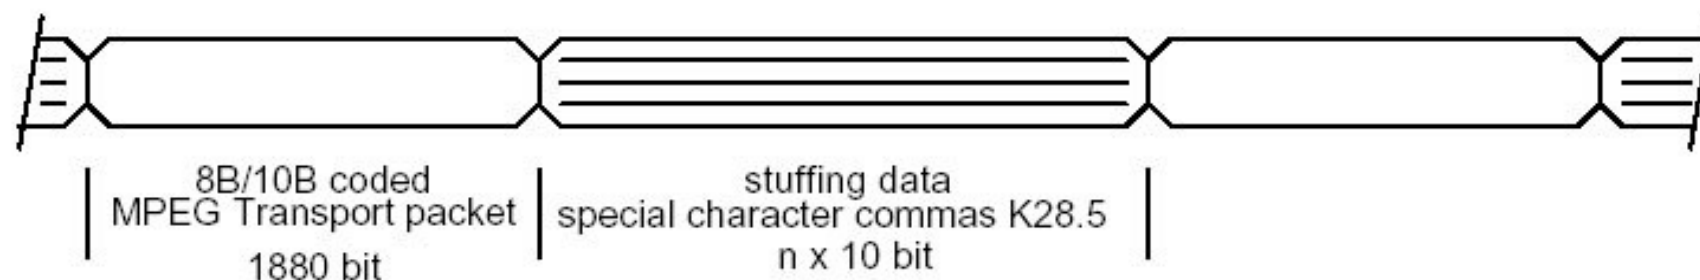 8B/10B coded
MPEG Transport packet
1880 bit
stuffing data
special character commas K28.5
n x 10 bit